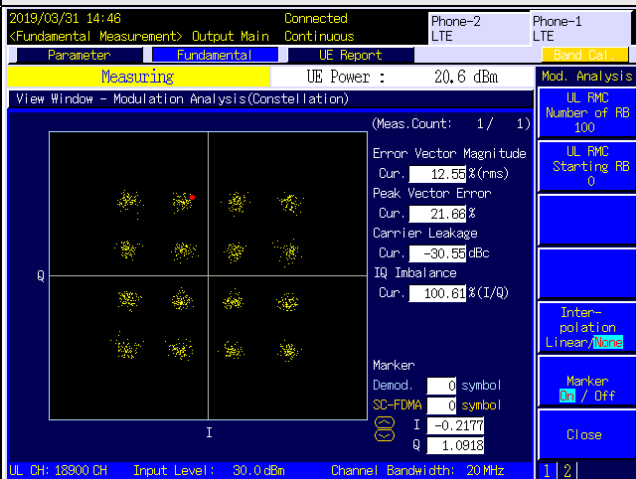 2019/03/31 14:46 Connected Phone-2 Phone-1
<Fundamental Measurement> Output Main Continuous LTE LTE
Parameter Fundamental UE Report Band Cal.
Measuring UE Power : 20.6 dBm Mod. Analysis
View Window - Modulation Analysis(Constellation)
(Meas.Count: 1/ 1)
Error Vector Magnitude
Cur. 12.55 %(rms)
Peak Vector Error
Cur. 21.66 %
Carrier Leakage
Cur. -30.55 dBc
IQ Imbalance
Cur. 100.61 %(I/Q)
Marker
Demod. 0 symbol
SC-FDMA 0 symbol
I -0.2177
Q 1.0918
Q
I
UL RMC
Number of RB
100
UL RMC
Starting RB
0
Inter-
polation
Linear/None
Marker
On / Off
Close
UL CH: 18900 CH Input Level: 30.0 dBm Channel Bandwidth: 20 MHz 1 2